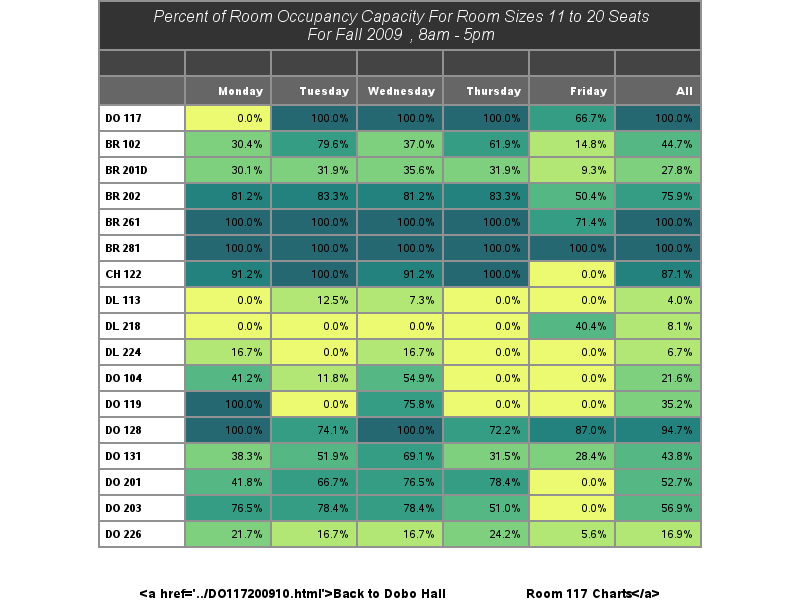 Percent of Room Occupancy Capacity For Room Sizes 11 to 20 Seats
For Fall 2009 , 8am - 5pm
Monday Tuesday Wednesday Thursday Friday All
DO 117 0.0% 100.0% 100.0% 100.0% 66.7% 100.0%
BR 102 30.4% 79.6% 37.0% 61.9% 14.8% 44.7%
BR 201D 30.1% 31.9% 35.6% 31.9% 9.3% 27.8%
BR 202 81.2% 83.3% 81.2% 83.3% 50.4% 75.9%
BR 261 100.0% 100.0% 100.0% 100.0% 71.4% 100.0%
BR 281 100.0% 100.0% 100.0% 100.0% 100.0% 100.0%
CH 122 91.2% 100.0% 91.2% 100.0% 0.0% 87.1%
DL 113 0.0% 12.5% 7.3% 0.0% 0.0% 4.0%
DL 218 0.0% 0.0% 0.0% 0.0% 40.4% 8.1%
DL 224 16.7% 0.0% 16.7% 0.0% 0.0% 6.7%
DO 104 41.2% 11.8% 54.9% 0.0% 0.0% 21.6%
DO 119 100.0% 0.0% 75.8% 0.0% 0.0% 35.2%
DO 128 100.0% 74.1% 100.0% 72.2% 87.0% 94.7%
DO 131 38.3% 51.9% 69.1% 31.5% 28.4% 43.8%
DO 201 41.8% 66.7% 76.5% 78.4% 0.0% 52.7%
DO 203 76.5% 78.4% 78.4% 51.0% 0.0% 56.9%
DO 226 21.7% 16.7% 16.7% 24.2% 5.6% 16.9%
<a href='../DO117200910.html'>Back to Dobo Hall Room 117 Charts</a>